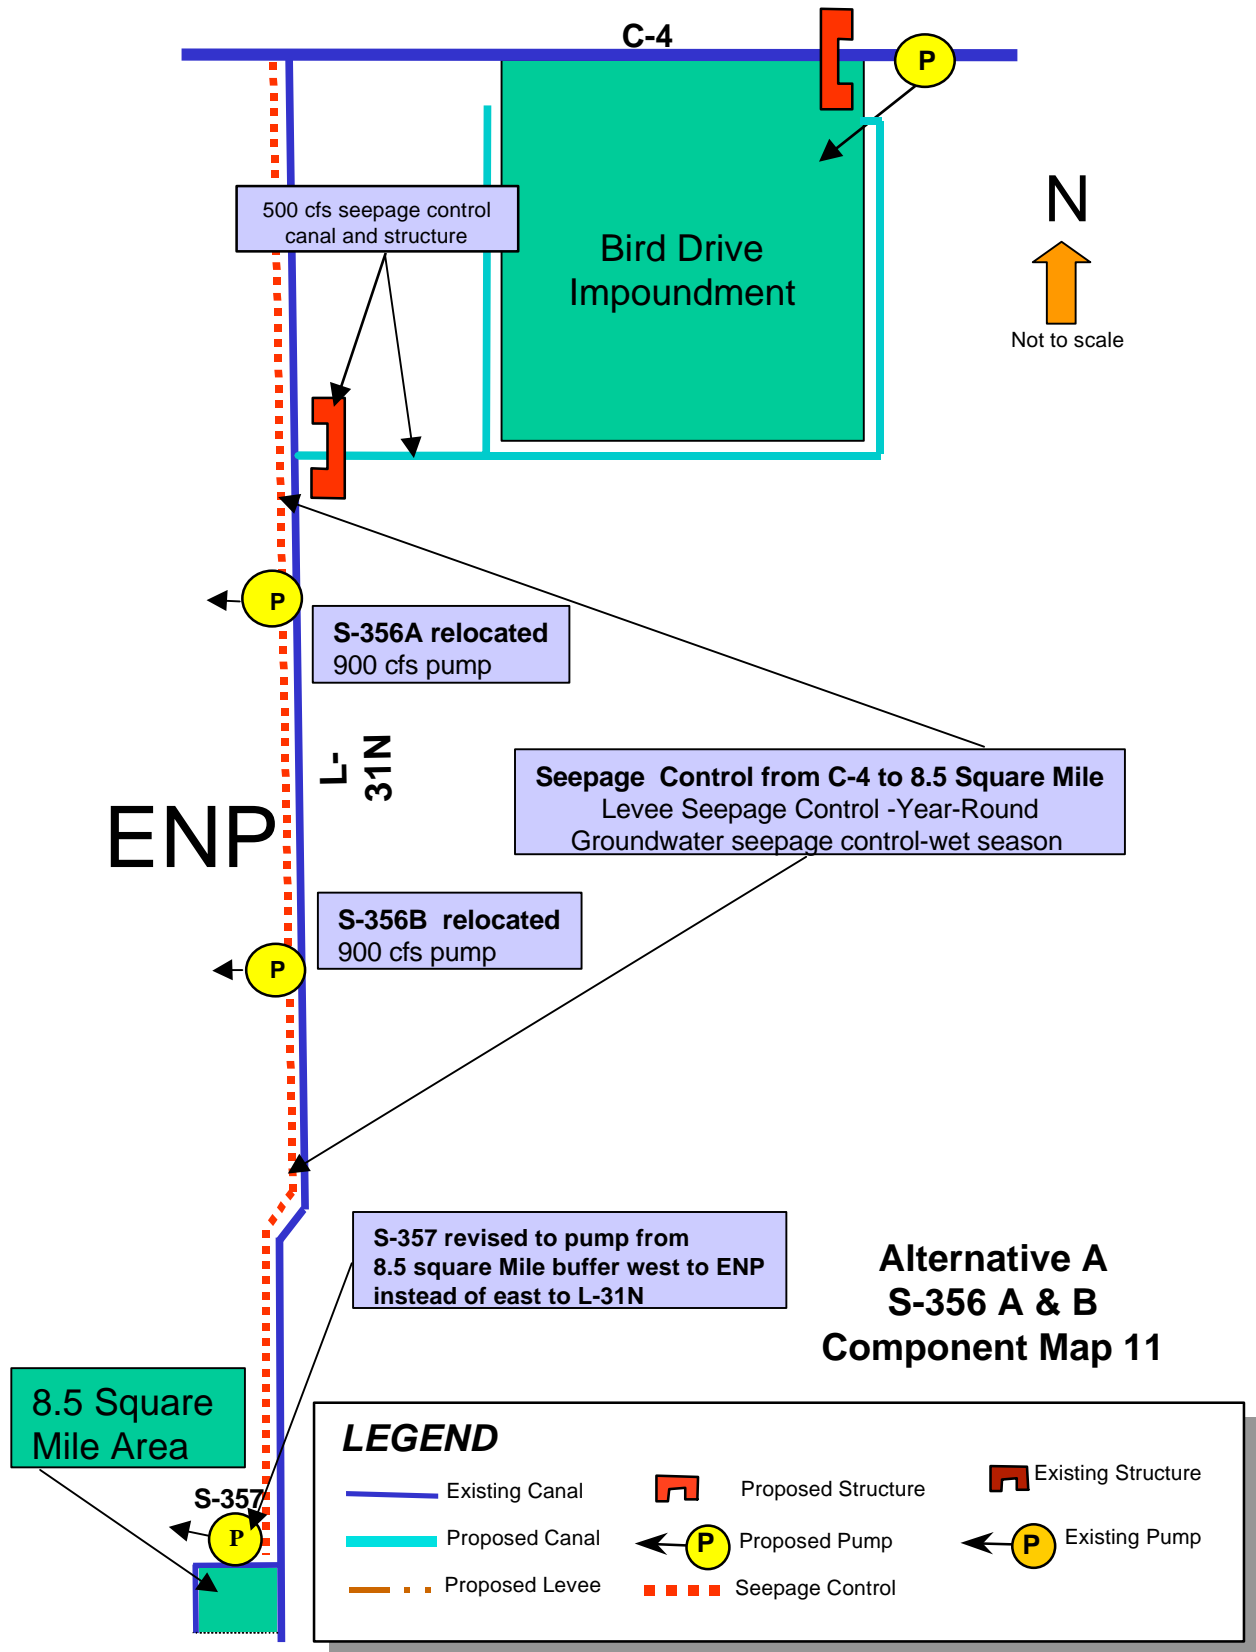 C-4
P
500 cfs seepage control
canal and structure
Bird Drive
Impoundment
N
Not to scale
P
S-356A relocated
900 cfs pump
L-
31N
Seepage Control from C-4 to 8.5 Square Mile
Levee Seepage Control -Year-Round
Groundwater seepage control-wet season
ENP
S-356B relocated
900 cfs pump
P
S-357 revised to pump from
8.5 square Mile buffer west to ENP
instead of east to L-31N
Alternative A
S-356 A & B
Component Map 11
8.5 Square
Mile Area
S-357
P
LEGEND
Existing Canal
Proposed Structure
Existing Structure
Proposed Canal
P
Proposed Pump
P
Existing Pump
Proposed Levee
Seepage Control